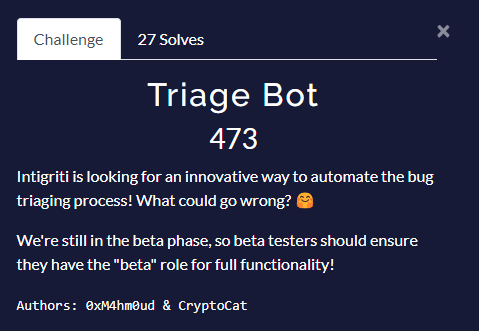 Challenge
27 Solves
×
Triage Bot
473
Intigriti is looking for an innovative way to automate the bug
triaging process! What could go wrong? 🤗
We're still in the beta phase, so beta testers should ensure
they have the "beta" role for full functionality!
Authors: 0xM4hm0ud & CryptoCat